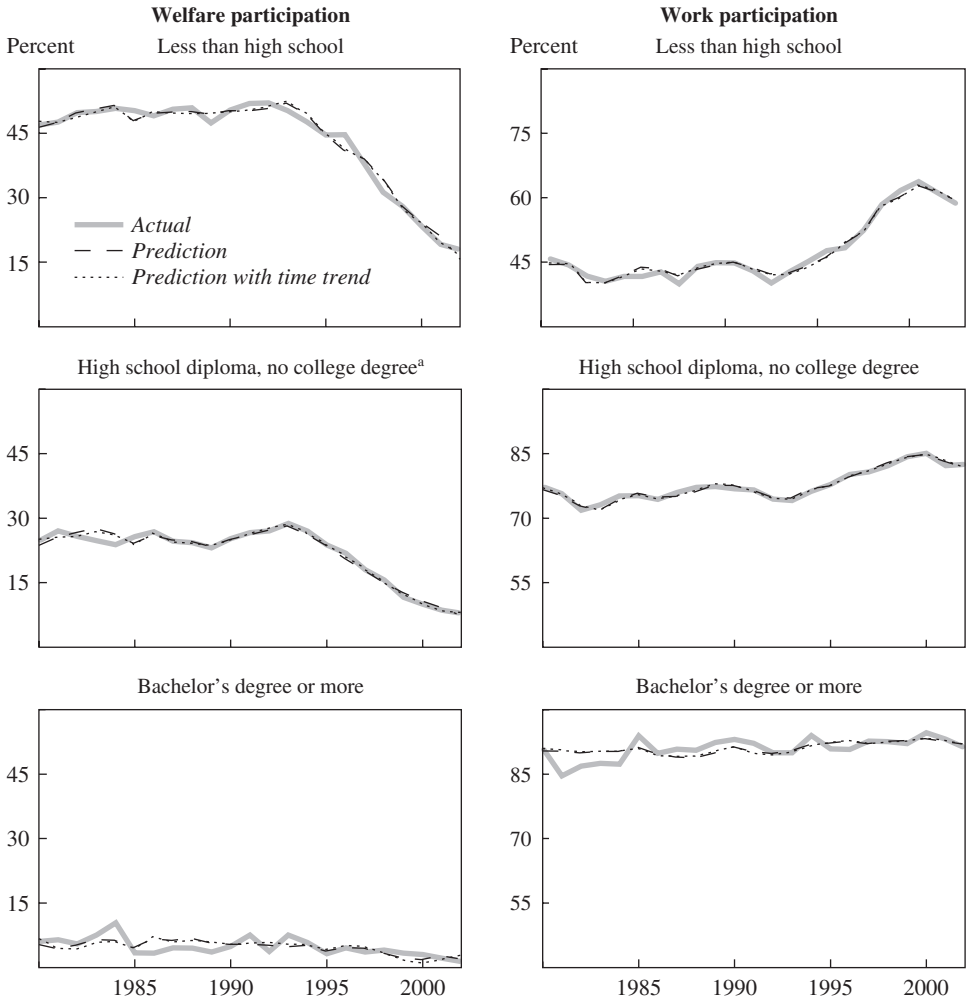 Welfare participation
Work participation
Percent
Less than high school
Percent
Less than high school
45
30
15
Actual
Prediction
Prediction with time trend
75
60
45
High school diploma, no college degreeᵃ
High school diploma, no college degree
45
30
15
85
70
55
Bachelor’s degree or more
Bachelor’s degree or more
45
30
15
85
70
55
1985 1990 1995 2000
1985 1990 1995 2000